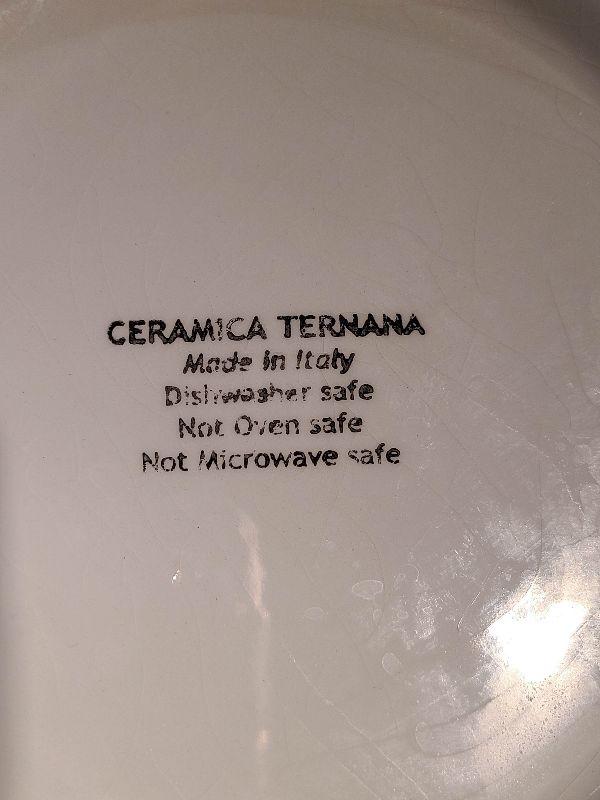 CERAMICA TERNANA
Made in Italy
Dishwasher safe
Not Oven safe
Not Microwave safe